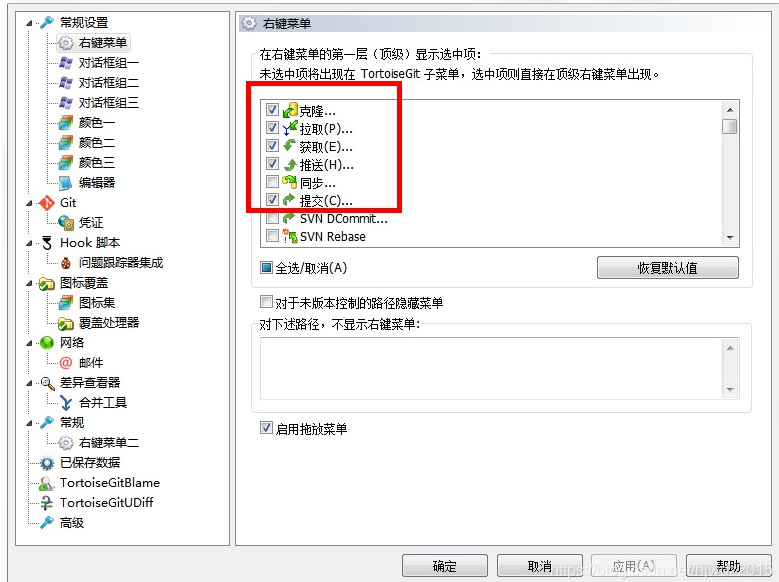 常规设置
右键菜单
对话框组一
对话框组二
对话框组三
颜色一
颜色二
颜色三
编辑器
Git
凭证
Hook 脚本
问题跟踪器集成
图标覆盖
图标集
覆盖处理器
网络
邮件
差异查看器
合并工具
常规
右键菜单二
已保存数据
TortoiseGitBlame
TortoiseGitUDiff
高级
右键菜单
在右键菜单的第一层（顶级）显示选中项：
未选中项将出现在 TortoiseGit 子菜单，选中项则直接在顶级右键菜单出现。
克隆...
拉取(P)...
获取(E)...
推送(H)...
同步...
提交(C)...
SVN DCommit...
SVN Rebase
全选/取消(A)
恢复默认值
对于未版本控制的路径隐藏菜单
对下述路径，不显示右键菜单:
启用拖放菜单
确定
取消
应用(A)
帮助